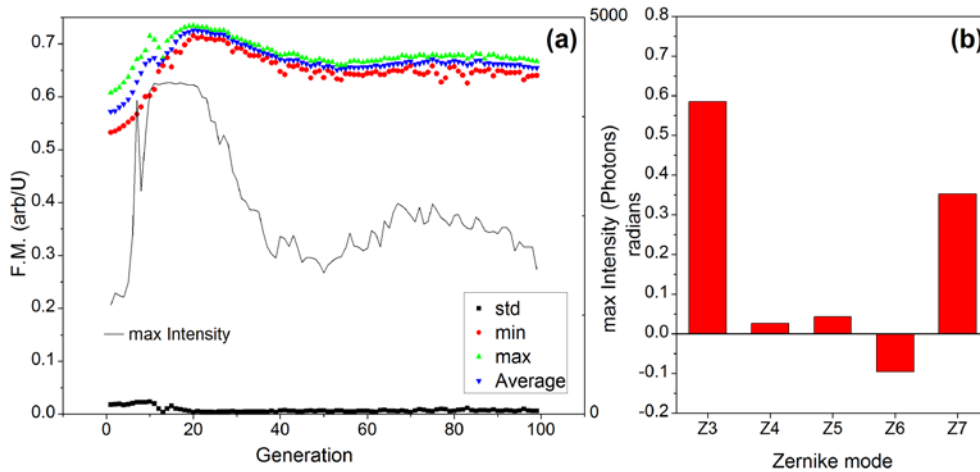 (a)
F.M. (arb/U)
0.7
0.6
0.5
0.4
0.3
0.2
0.1
0.0
0
20
40
60
80
100
Generation
max Intensity
std
min
max
Average
5000
0
max Intensity (Photons)
(b)
radians
0.8
0.7
0.6
0.5
0.4
0.3
0.2
0.1
0.0
-0.1
-0.2
Z3
Z4
Z5
Z6
Z7
Zernike mode